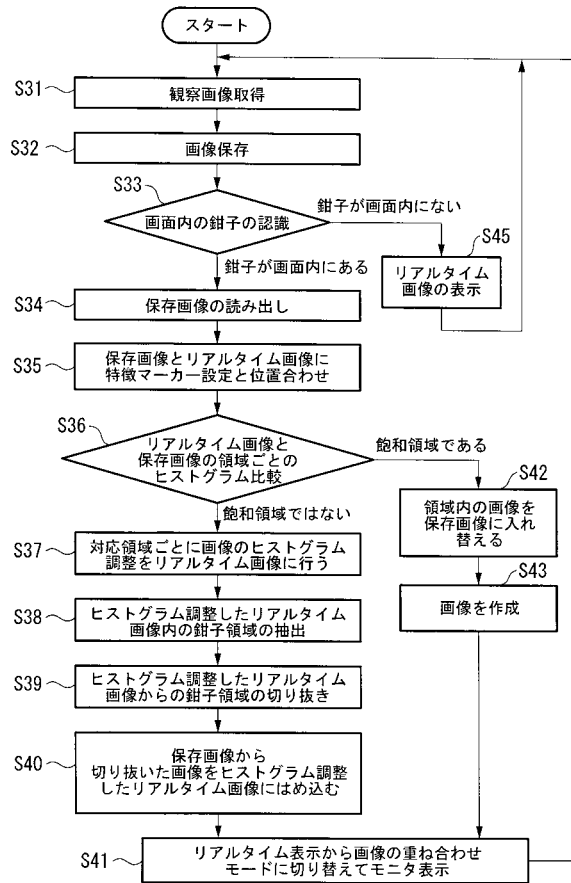 スタート
S31
観察画像取得
S32
画像保存
S33
画面内の鉗子の認識
鉗子が画面内にない
S45
リアルタイム
画像の表示
鉗子が画面内にある
S34
保存画像の読み出し
S35
保存画像とリアルタイム画像に
特徴マーカー設定と位置合わせ
S36
リアルタイム画像と
保存画像の領域ごとの
ヒストグラム比較
飽和領域である
S42
領域内の画像を
保存画像に入れ
替える
飽和領域ではない
S37
対応領域ごとに画像のヒストグラム
調整をリアルタイム画像に行う
S43
画像を作成
S38
ヒストグラム調整したリアルタイム
画像内の鉗子領域の抽出
S39
ヒストグラム調整したリアルタイム
画像からの鉗子領域の切り抜き
S40
保存画像から
切り抜いた画像をヒストグラム調整
したリアルタイム画像にはめ込む
S41
リアルタイム表示から画像の重ね合わせ
モードに切り替えてモニタ表示